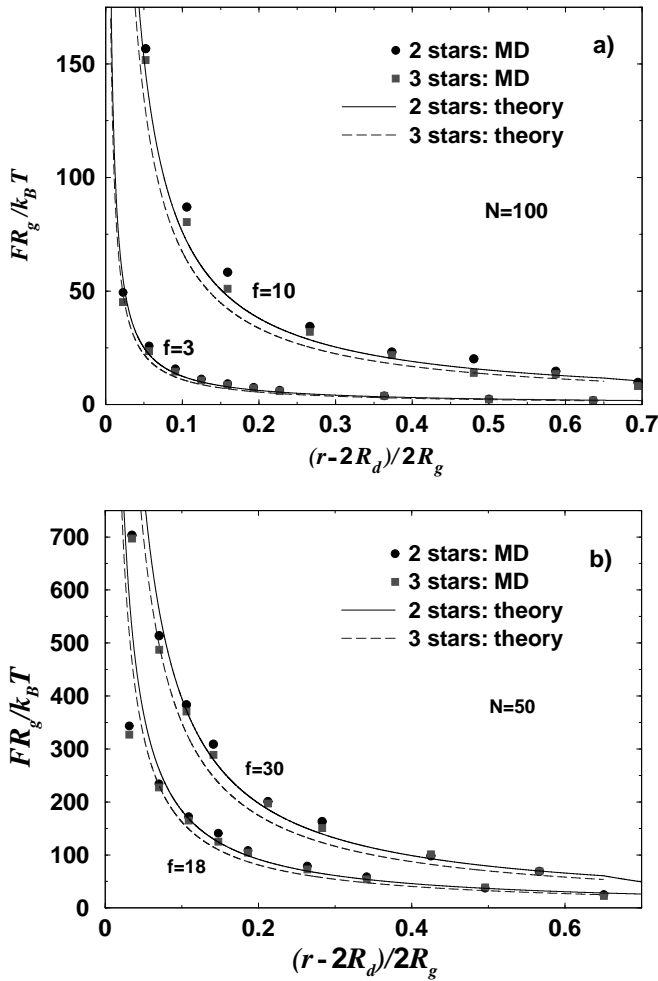 150
100
50
0
FR_g/k_BT
a)
2 stars: MD
3 stars: MD
2 stars: theory
3 stars: theory
N=100
f=10
f=3
0 0.1 0.2 0.3 0.4 0.5 0.6 0.7
(r-2R_d)/2R_g
700
600
500
400
300
200
100
0
FR_g/k_BT
b)
2 stars: MD
3 stars: MD
2 stars: theory
3 stars: theory
N=50
f=30
f=18
0 0.2 0.4 0.6
(r-2R_d)/2R_g